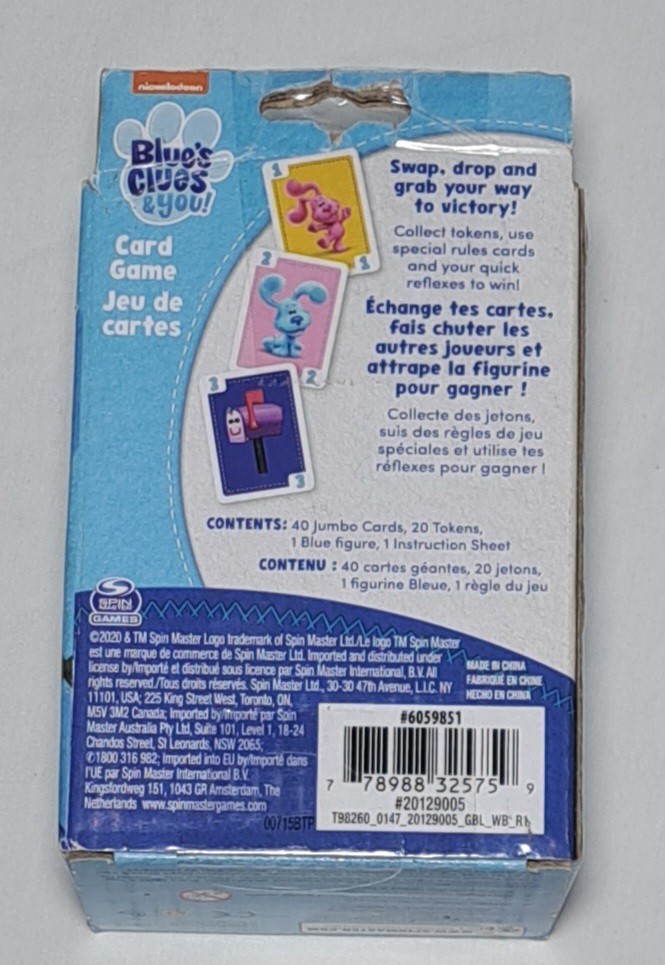 nickelodeon
Blue's
Clues
& you!
Card
Game
Jeu de
cartes
1
1
2
2
3
3
Swap, drop and
grab your way
to victory!
Collect tokens, use
special rules cards
and your quick
reflexes to win!
Échange tes cartes,
fais chuter les
autres joueurs et
attrape la figurine
pour gagner !
Collecte des jetons,
suis des règles de jeu
spéciales et utilise tes
réflexes pour gagner !
CONTENTS: 40 Jumbo Cards, 20 Tokens,
1 Blue figure, 1 Instruction Sheet
CONTENU : 40 cartes géantes, 20 jetons,
1 figurine Bleue, 1 règle du jeu
SPIN
MASTER
GAMES
©2020 & TM Spin Master Logo trademark of Spin Master Ltd./Le logo TM Spin Master
est une marque de commerce de Spin Master Ltd. Imported and distributed under
license by/Importé et distribué sous licence par Spin Master International, B.V. All
rights reserved./Tous droits réservés. Spin Master Ltd., 30-30 47th Avenue, L.I.C. NY
11101, USA; 225 King Street West, Toronto, ON,
M5V 3M2 Canada; Imported by/Importé par Spin
Master Australia Pty Ltd, Suite 101, Level 1, 18-24
Chandos Street, St Leonards, NSW 2065;
✆1800 316 982; Imported into EU by/Importé dans
l'UE par Spin Master International B.V.
Kingsfordweg 151, 1043 GR Amsterdam, The
Netherlands www.spinmastergames.com
MADE IN CHINA
FABRIQUÉ EN CHINE
HECHO EN CHINA
#6059851
7 78988 32575 9
#20129005
T98260_0147_20129005_GBL_WB_R1
00715BTP